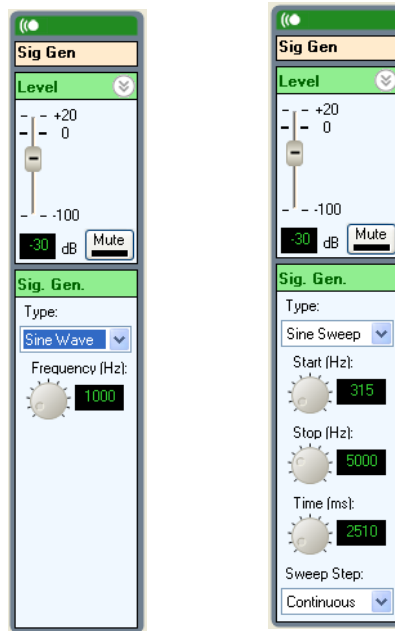 Sig Gen
Level
+20
0
-100
-30 dB Mute
Sig. Gen.
Type:
Sine Wave
Frequency (Hz):
1000
Sig Gen
Level
+20
0
-100
-30 dB Mute
Sig. Gen.
Type:
Sine Sweep
Start (Hz):
315
Stop (Hz):
5000
Time (ms):
2510
Sweep Step:
Continuous